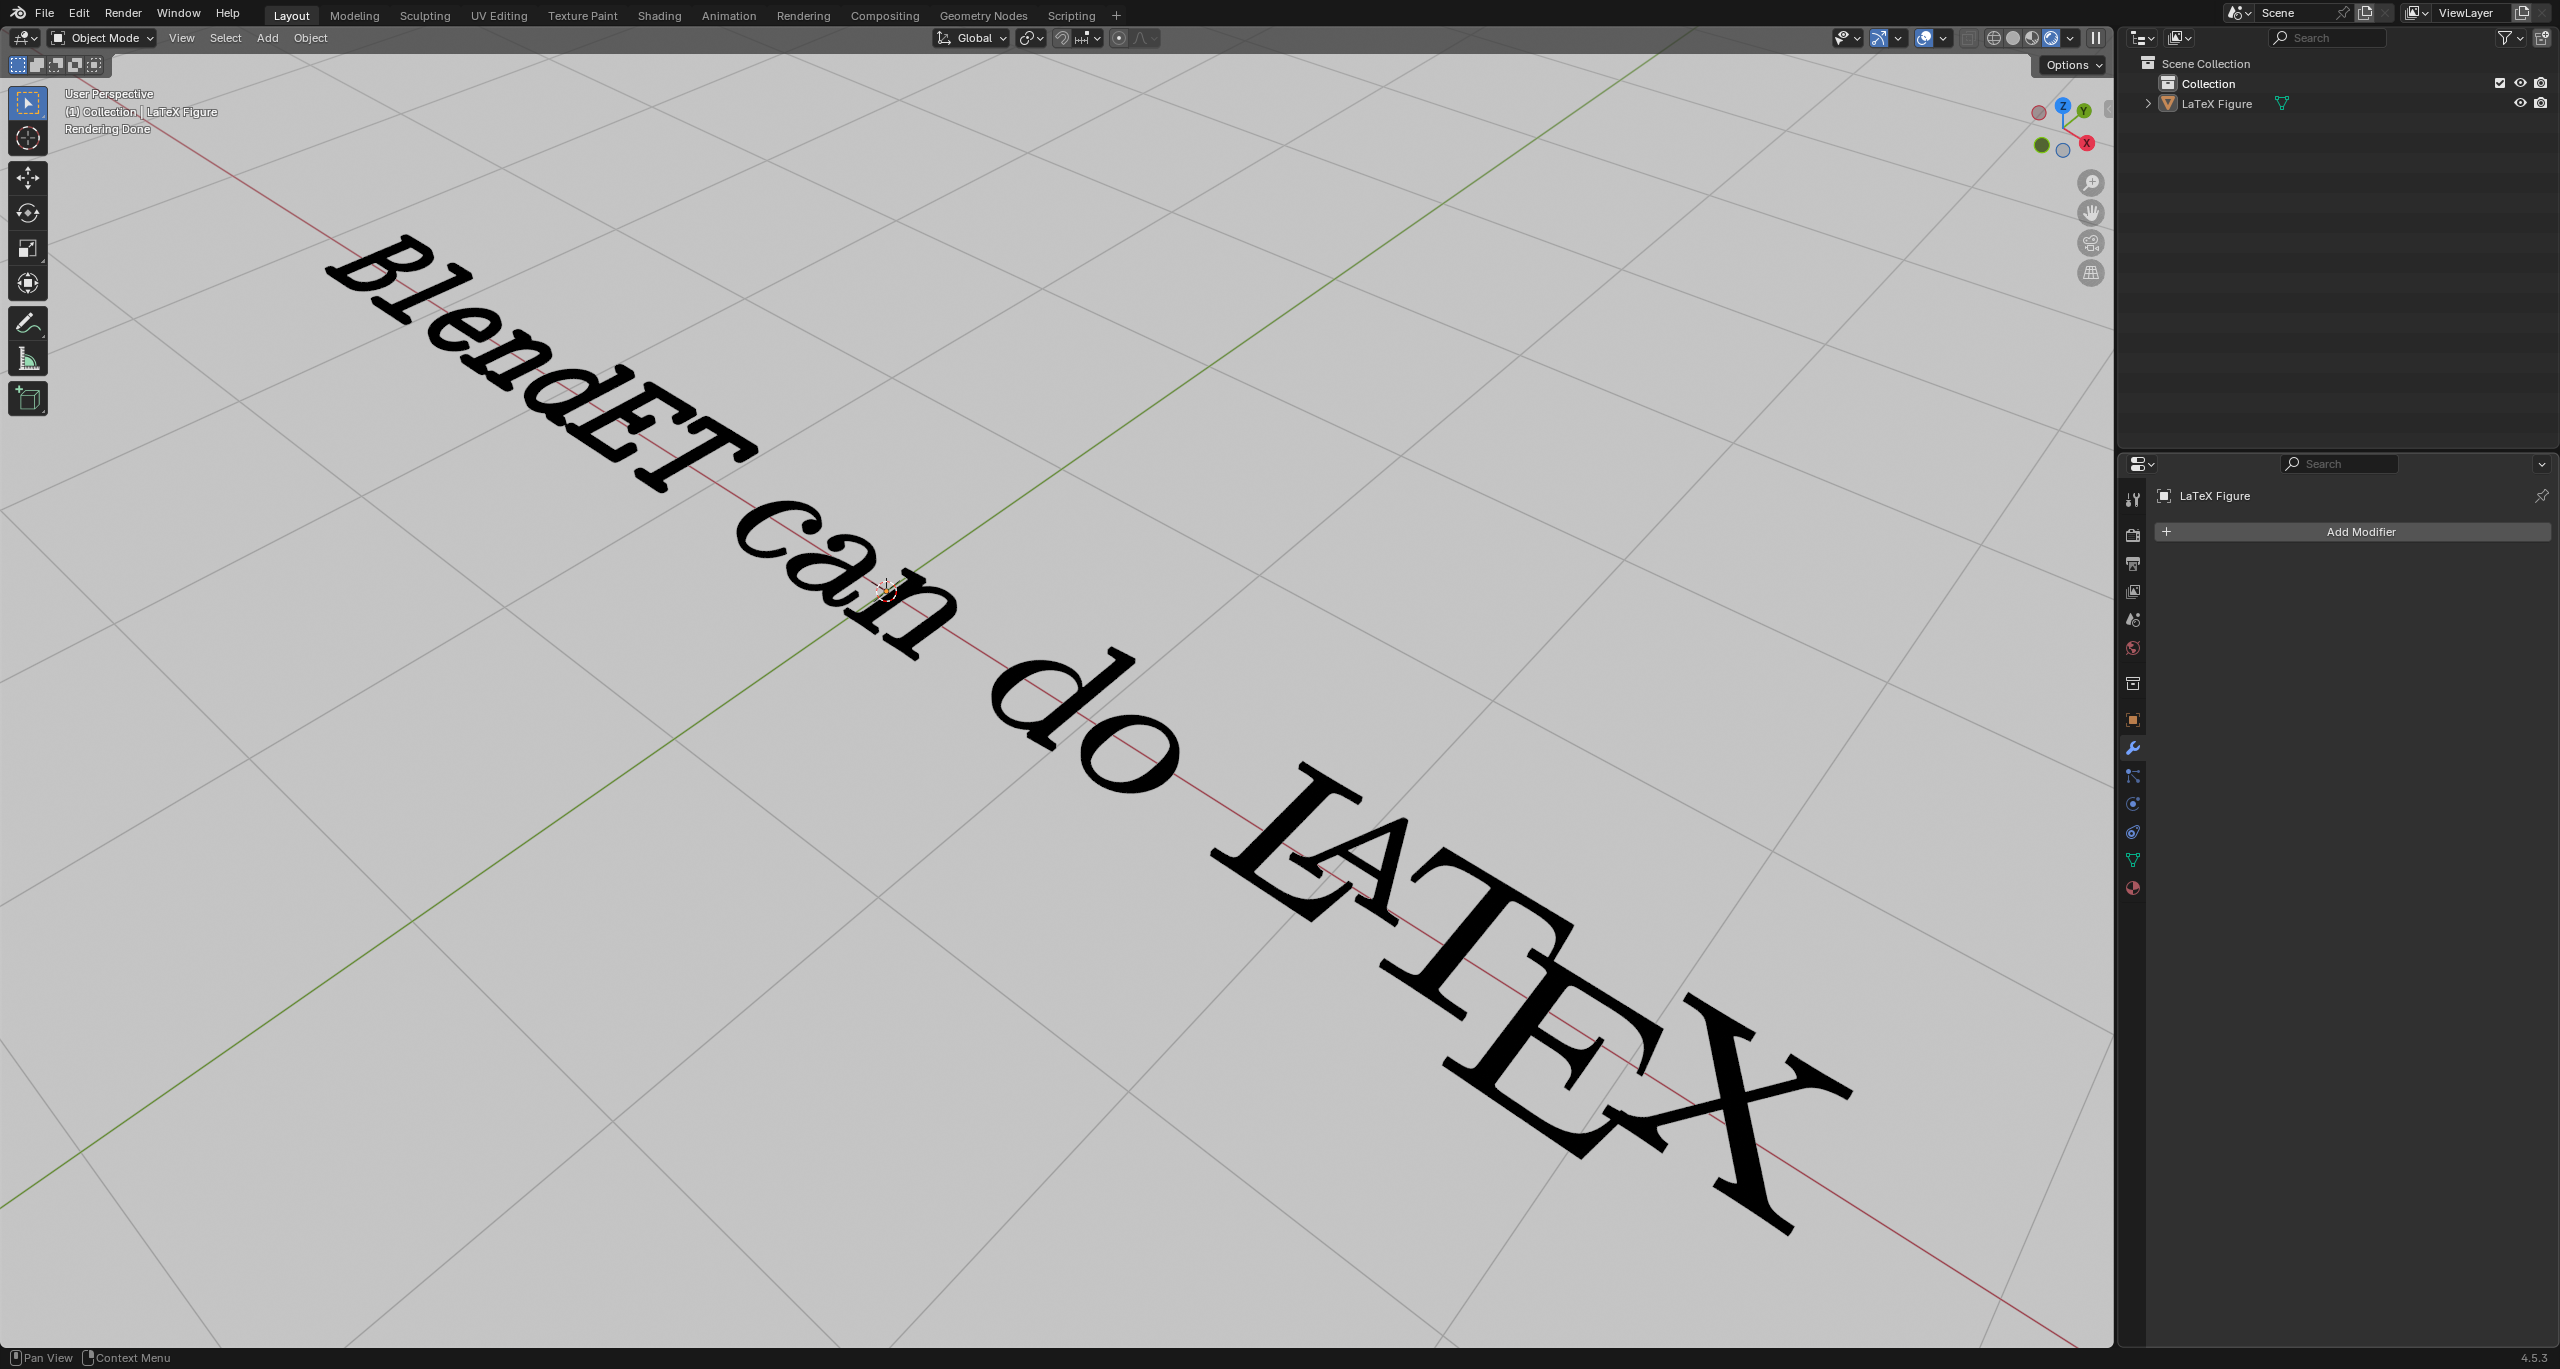 File Edit Render Window Help Layout Modeling Sculpting UV Editing Texture Paint Shading Animation Rendering Compositing Geometry Nodes Scripting + Scene ViewLayer
Object Mode View Select Add Object Global Search
Options
User Perspective
(1) Collection | LaTeX Figure
Rendering Done
Z
Y
X
Scene Collection
Collection
LaTeX Figure
BlendET can do LATEX
Search
LaTeX Figure
+ Add Modifier
Pan View Context Menu 4.5.3